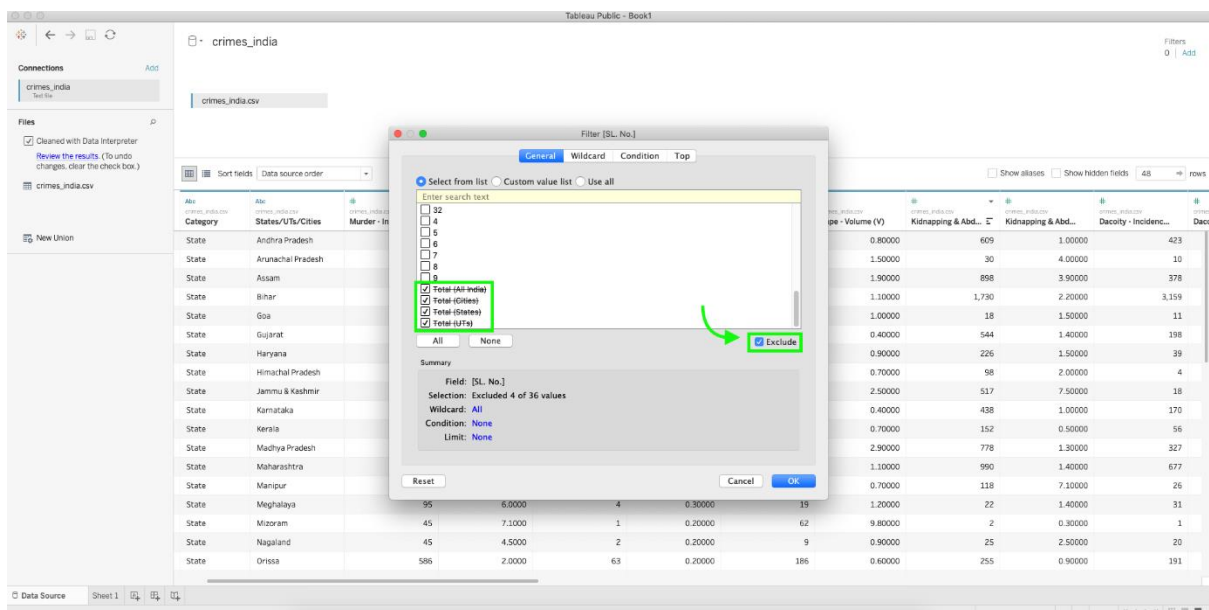 Tableau Public - Book1
Connections Add
crimes_india
Text file
Files
Cleaned with Data Interpreter
Review the results. (To undo
changes, clear the check box.)
crimes_india.csv
New Union
crimes_india
Filters
0 Add
crimes_india.csv
Sort fields Data source order
Show aliases Show hidden fields 48 rows
Filter [SL. No.]
General Wildcard Condition Top
Select from list Custom value list Use all
Enter search text
32
4
5
6
7
8
9
Total (All India)
Total (Cities)
Total (States)
Total (UTs)
All None Exclude
Summary
Field: [SL. No.]
Selection: Excluded 4 of 36 values
Wildcard: All
Condition: None
Limit: None
Reset Cancel OK
Abc Abc # # # # #
Category States/UTs/Cities Murder - In pe - Volume (V) Kidnapping & Abd... Kidnapping & Abd... Dacoity - Incidenc... Daco
State Andhra Pradesh 0.80000 609 1.00000 423
State Arunachal Pradesh 1.50000 30 4.00000 10
State Assam 1.90000 898 3.90000 378
State Bihar 1.10000 1,730 2.20000 3,159
State Goa 1.00000 18 1.50000 11
State Gujarat 0.40000 544 1.40000 198
State Haryana 0.90000 226 1.50000 39
State Himachal Pradesh 0.70000 98 2.00000 4
State Jammu & Kashmir 2.50000 517 7.50000 18
State Karnataka 0.40000 438 1.00000 170
State Kerala 0.70000 152 0.50000 56
State Madhya Pradesh 2.90000 778 1.30000 327
State Maharashtra 1.10000 990 1.40000 677
State Manipur 0.70000 118 7.10000 26
State Meghalaya 95 6.0000 4 0.30000 19 1.20000 22 1.40000 31
State Mizoram 45 7.1000 1 0.20000 62 9.80000 2 0.30000 1
State Nagaland 45 4.5000 2 0.20000 9 0.90000 25 2.50000 20
State Orissa 586 2.0000 63 0.20000 186 0.60000 255 0.90000 191
Data Source Sheet 1